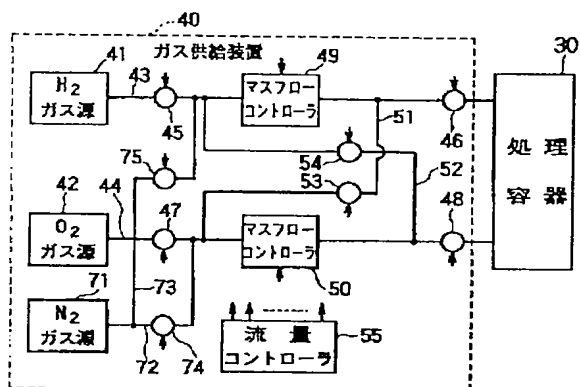 40
ガス供給装置
30
41
H2
ガス源
43
45
49
マスフロー
コントローラ
51
46
処理
容器
75
54
53
52
42
44
O2
ガス源
47
マスフロー
コントローラ
50
48
71
73
N2
ガス源
72
74
流量
コントローラ
55